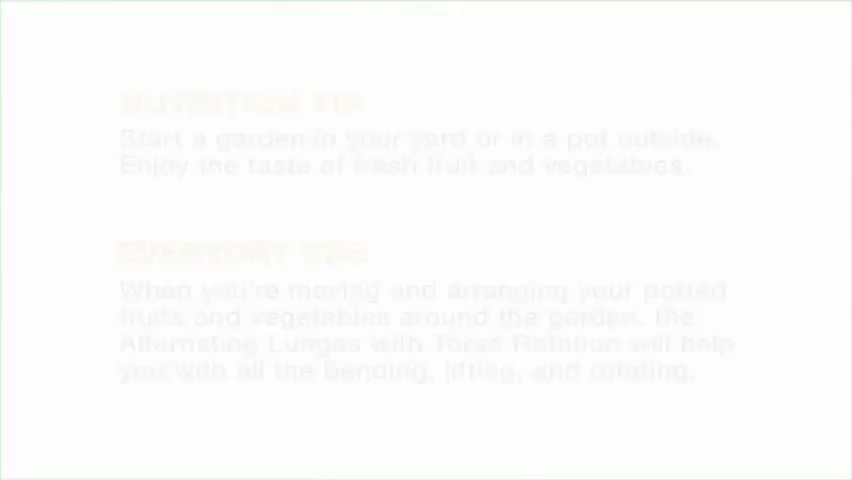 NUTRITION TIP
Start a garden in your yard or in a pot outside.
Enjoy the taste of fresh fruit and vegetables.
EVERYDAY USE
When you're moving and arranging your potted
fruits and vegetables around the garden, the
Alternating Lunges with Torso Rotation will help
you with all the bending, lifting, and rotating.